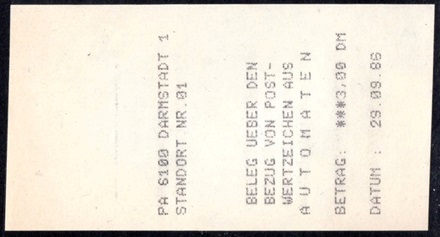 PA 6100 DARMSTADT 1
STANDORT NR.01
BELEG UEBER DEN
BEZUG VON POST-
WERTZEICHEN AUS
A U T O M A T E N
BETRAG: ***3,00 DM
DATUM : 29.09.86